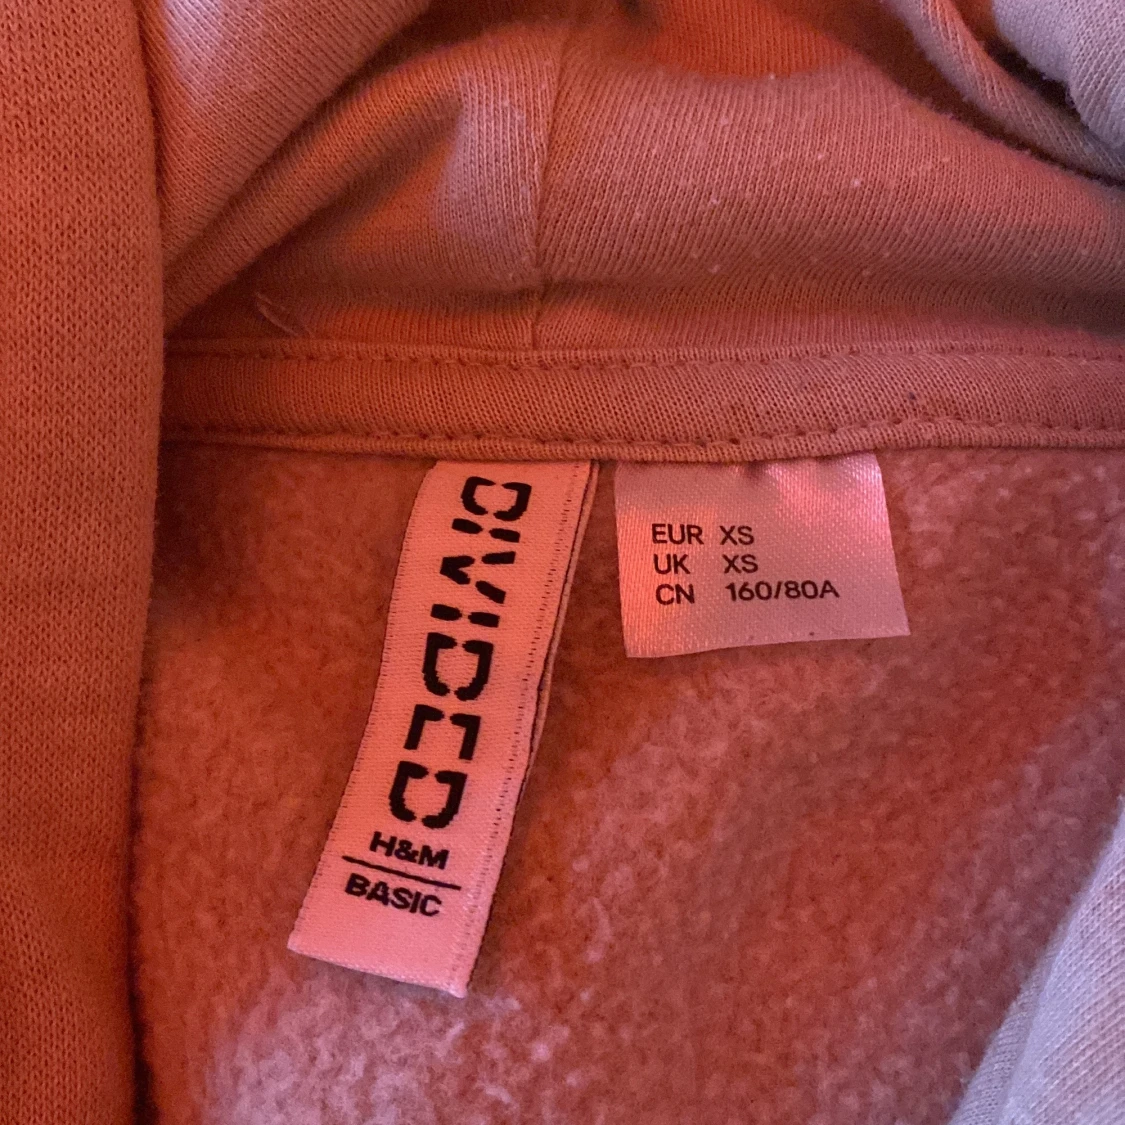 DIVIDED
H&M
BASIC
EUR XS
UK XS
CN 160/80A